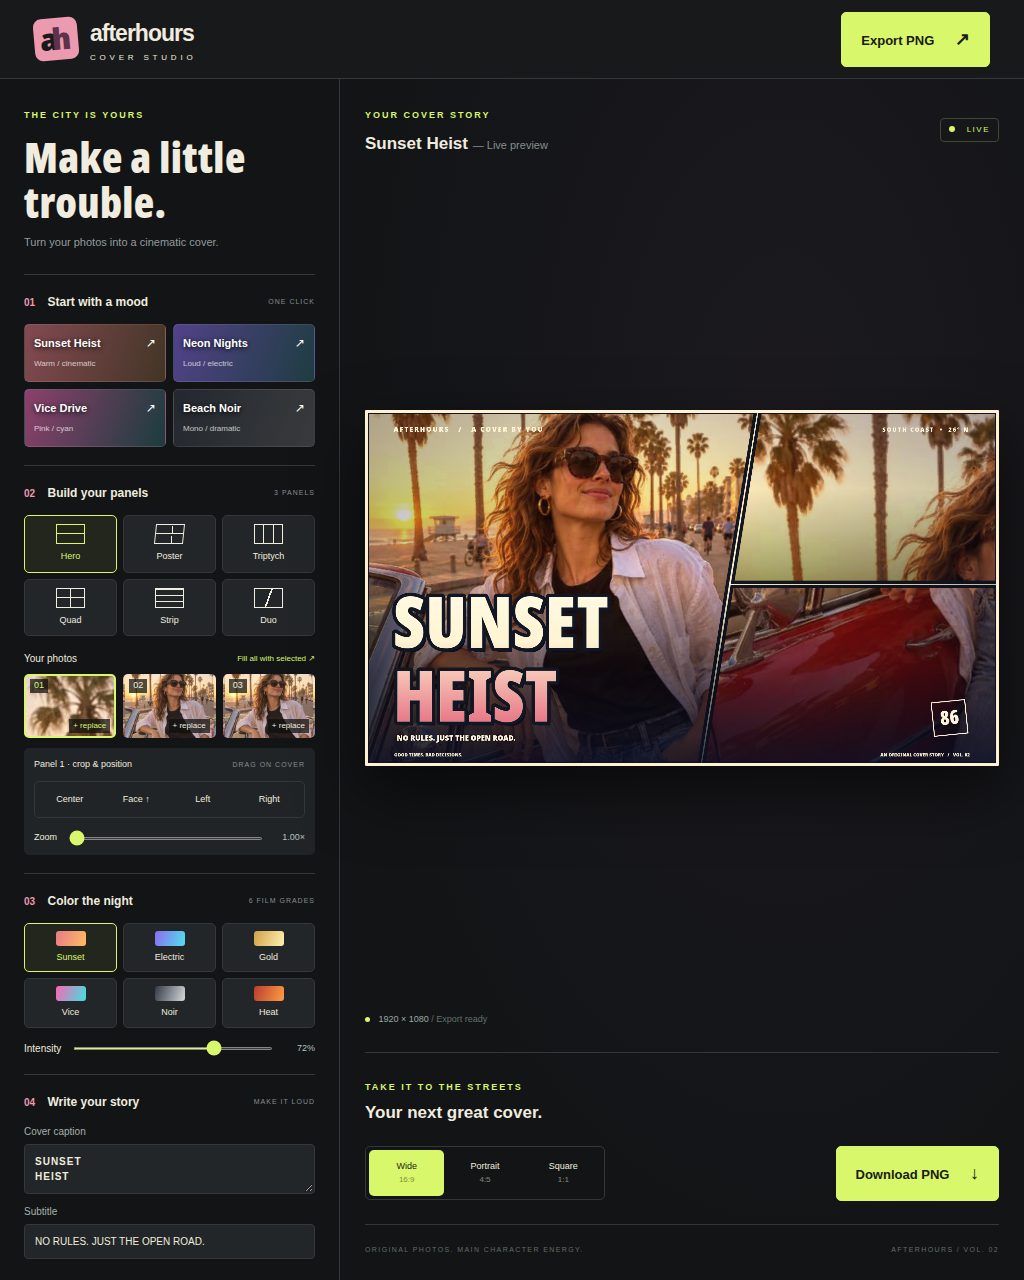 ah afterhours
COVER STUDIO
Export PNG ↗
THE CITY IS YOURS
Make a little
trouble.
Turn your photos into a cinematic cover.
01 Start with a mood ONE CLICK
Sunset Heist ↗
Warm / cinematic
Neon Nights ↗
Loud / electric
Vice Drive ↗
Pink / cyan
Beach Noir ↗
Mono / dramatic
02 Build your panels 3 PANELS
Hero Poster Triptych
Quad Strip Duo
Your photos Fill all with selected ↗
01 02 03
+ replace + replace + replace
Panel 1 · crop & position DRAG ON COVER
Center Face ↑ Left Right
Zoom 1.00×
03 Color the night 6 FILM GRADES
Sunset Electric Gold
Vice Noir Heat
Intensity 72%
04 Write your story MAKE IT LOUD
Cover caption
SUNSET
HEIST
Subtitle
NO RULES. JUST THE OPEN ROAD.
YOUR COVER STORY
Sunset Heist — Live preview
LIVE
AFTERHOURS / A COVER BY YOU
SOUTH COAST • 26° N
SUNSET
HEIST
NO RULES. JUST THE OPEN ROAD.
86
GOOD TIMES. BAD DECISIONS.
AN ORIGINAL COVER STORY / VOL. 02
1920 × 1080 / Export ready
TAKE IT TO THE STREETS
Your next great cover.
Wide Portrait Square
16:9 4:5 1:1
Download PNG ↓
ORIGINAL PHOTOS. MAIN CHARACTER ENERGY.
AFTERHOURS / VOL. 02